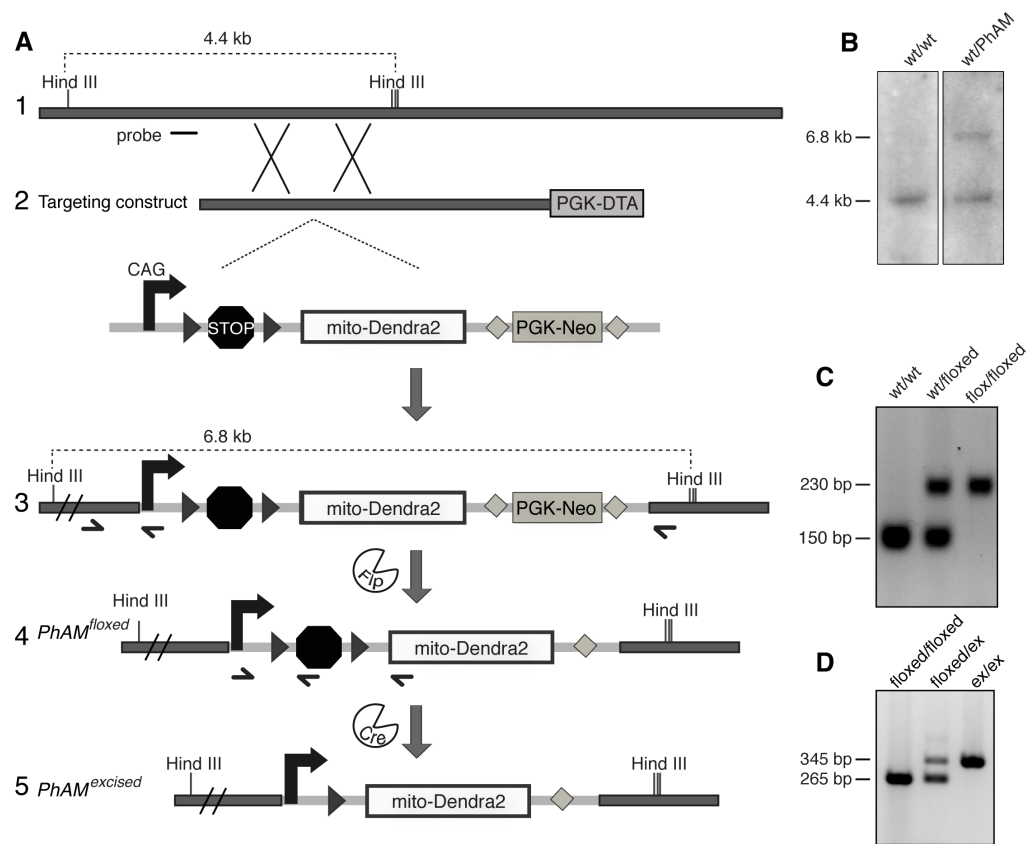 A
4.4 kb
Hind III Hind III
1
probe
2 Targeting construct PGK-DTA
CAG
STOP mito-Dendra2 PGK-Neo
6.8 kb
Hind III Hind III
3 mito-Dendra2 PGK-Neo
Flp
Hind III Hind III
4 PhAM floxed mito-Dendra2
Cre
Hind III Hind III
5 PhAM excised mito-Dendra2
B
wt/wt wt/PhAM
6.8 kb
4.4 kb
C
wt/wt wt/floxed flox/floxed
230 bp
150 bp
D
floxed/floxed floxed/ex ex/ex
345 bp
265 bp